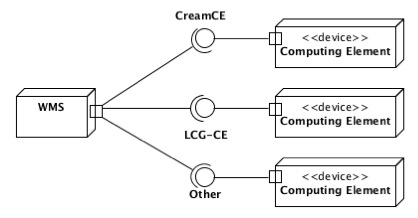 CreamCE
<<device>>
Computing Element
WMS
<<device>>
Computing Element
LCG-CE
<<device>>
Computing Element
Other